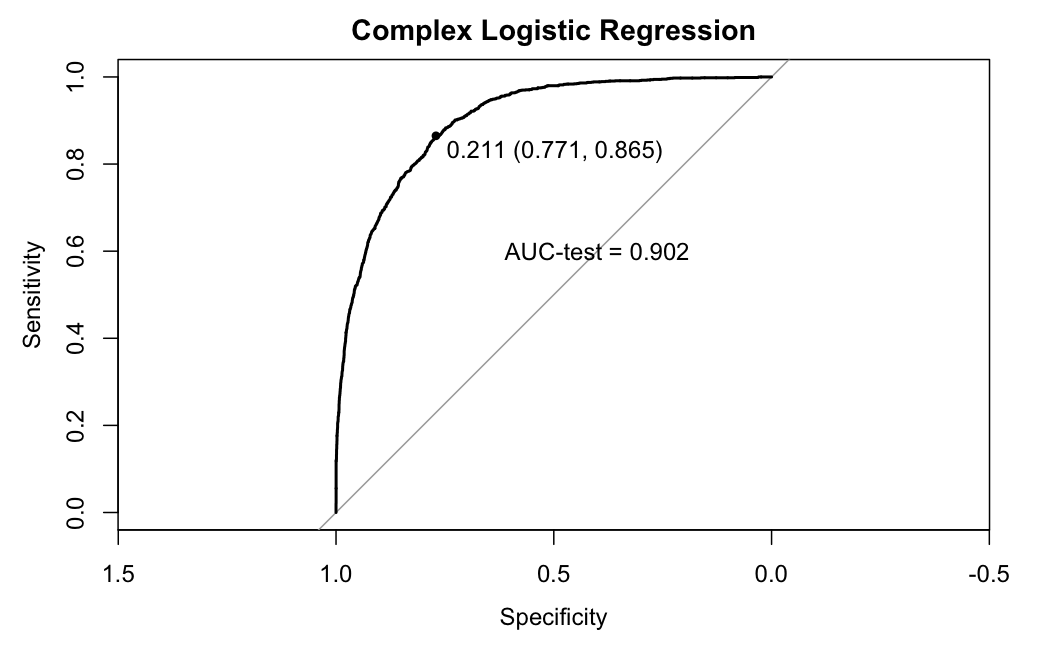 Complex Logistic Regression
1.0
0.8
0.6
0.4
0.2
0.0
Sensitivity
0.211 (0.771, 0.865)
AUC-test = 0.902
1.5 1.0 0.5 0.0 -0.5
Specificity